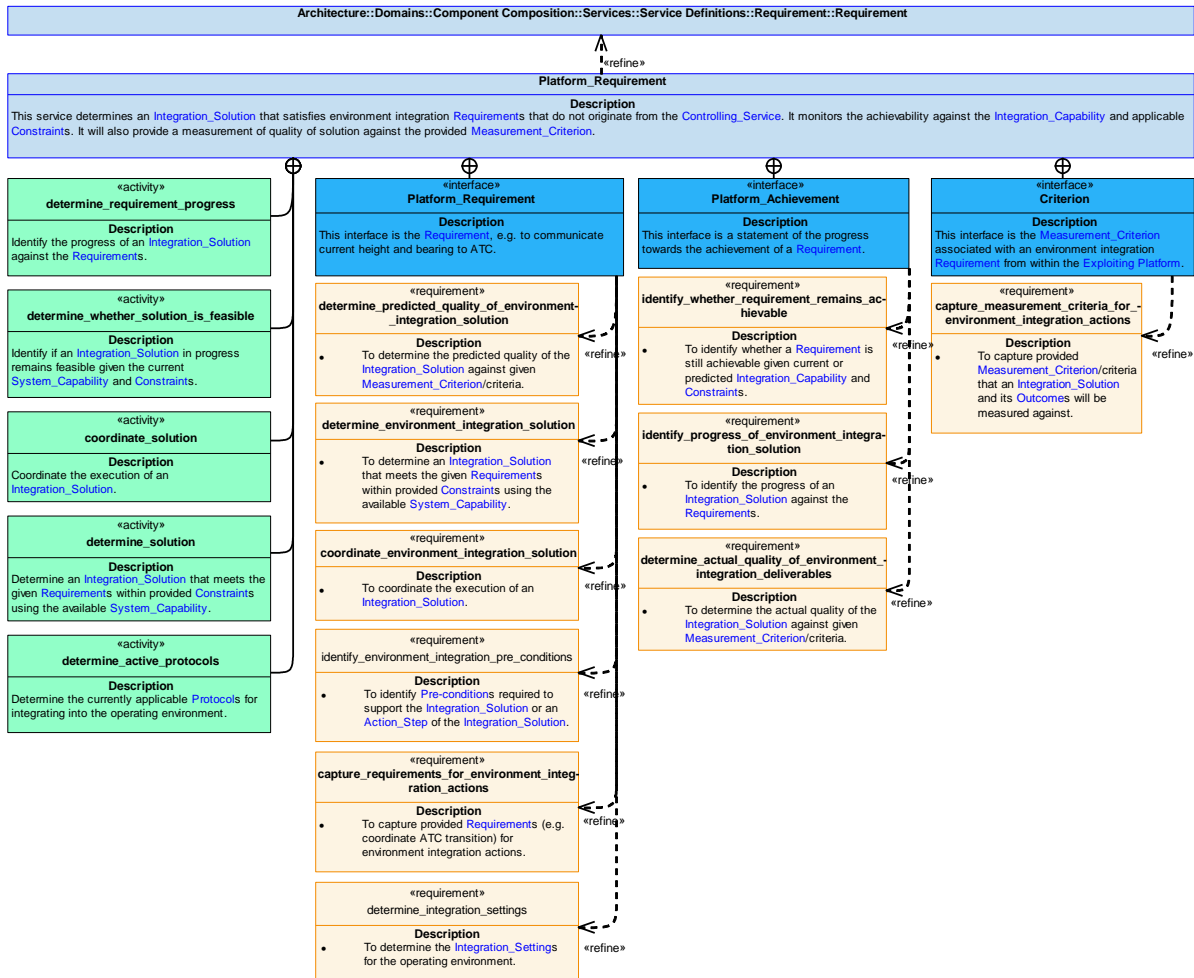 Architecture::Domains::Component Composition::Services::Service Definitions::Requirement::Requirement
«refine»
Platform_Requirement
Description
This service determines an Integration_Solution that satisfies environment integration Requirements that do not originate from the Controlling_Service. It monitors the achievability against the Integration_Capability and applicable
Constraints. It will also provide a measurement of quality of solution against the provided Measurement_Criterion.
«activity»
determine_requirement_progress
Description
Identify the progress of an Integration_Solution
against the Requirements.
«activity»
determine_whether_solution_is_feasible
Description
Identify if an Integration_Solution in progress
remains feasible given the current
System_Capability and Constraints.
«activity»
coordinate_solution
Description
Coordinate the execution of an
Integration_Solution.
«activity»
determine_solution
Description
Determine an Integration_Solution that meets the
given Requirements within provided Constraints
using the available System_Capability.
«activity»
determine_active_protocols
Description
Determine the currently applicable Protocols for
integrating into the operating environment.
«interface»
Platform_Requirement
Description
This interface is the Requirement, e.g. to communicate
current height and bearing to ATC.
«requirement»
determine_predicted_quality_of_environment-
_integration_solution
Description
• To determine the predicted quality of the
Integration_Solution against given
Measurement_Criterion/criteria.
«refine»
«requirement»
determine_environment_integration_solution
Description
• To determine an Integration_Solution
that meets the given Requirements
within provided Constraints using the
available System_Capability.
«refine»
«requirement»
coordinate_environment_integration_solution
Description
• To coordinate the execution of an
Integration_Solution.
«refine»
«requirement»
identify_environment_integration_pre_conditions
Description
• To identify Pre-conditions required to
support the Integration_Solution or an
Action_Step of the Integration_Solution.
«refine»
«requirement»
capture_requirements_for_environment_integ-
ration_actions
Description
• To capture provided Requirements (e.g.
coordinate ATC transition) for
environment integration actions.
«refine»
«requirement»
determine_integration_settings
Description
• To determine the Integration_Settings
for the operating environment.
«refine»
«interface»
Platform_Achievement
Description
This interface is a statement of the progress
towards the achievement of a Requirement.
«requirement»
identify_whether_requirement_remains_ac-
hievable
Description
• To identify whether a Requirement is
still achievable given current or
predicted Integration_Capability and
Constraints.
«refine»
«requirement»
identify_progress_of_environment_integra-
tion_solution
Description
• To identify the progress of an
Integration_Solution against the
Requirements.
«refine»
«requirement»
determine_actual_quality_of_environment_-
integration_deliverables
Description
• To determine the actual quality of the
Integration_Solution against given
Measurement_Criterion/criteria.
«refine»
«interface»
Criterion
Description
This interface is the Measurement_Criterion
associated with an environment integration
Requirement from within the Exploiting Platform.
«requirement»
capture_measurement_criteria_for_-
environment_integration_actions
Description
• To capture provided
Measurement_Criterion/criteria
that an Integration_Solution
and its Outcomes will be
measured against.
«refine»